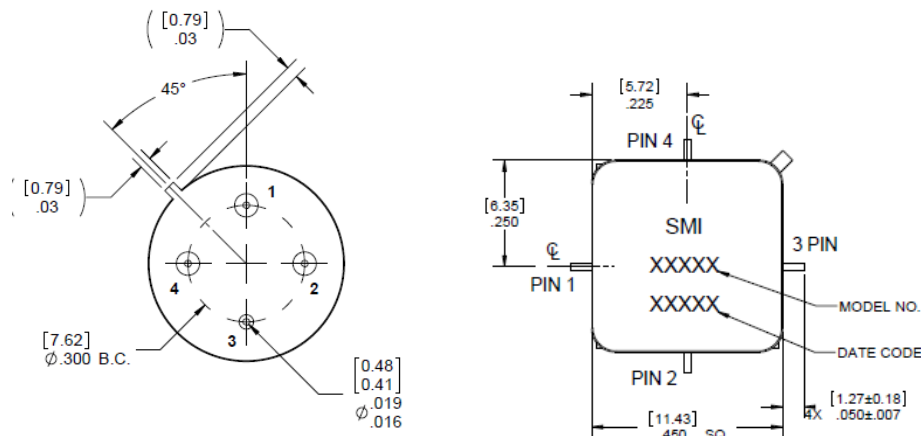 [0.79]
.03
45°
[0.79]
.03
1
4
2
3
[7.62]
Ø.300 B.C.
[0.48
0.41]
Ø.019
.016
[5.72]
.225
℄
PIN 4
[6.35]
.250
SMI
℄
3 PIN
XXXXX
PIN 1
MODEL NO.
XXXXX
DATE CODE
PIN 2
[1.27±0.18]
4X .050±.007
[11.43]
.450 SQ